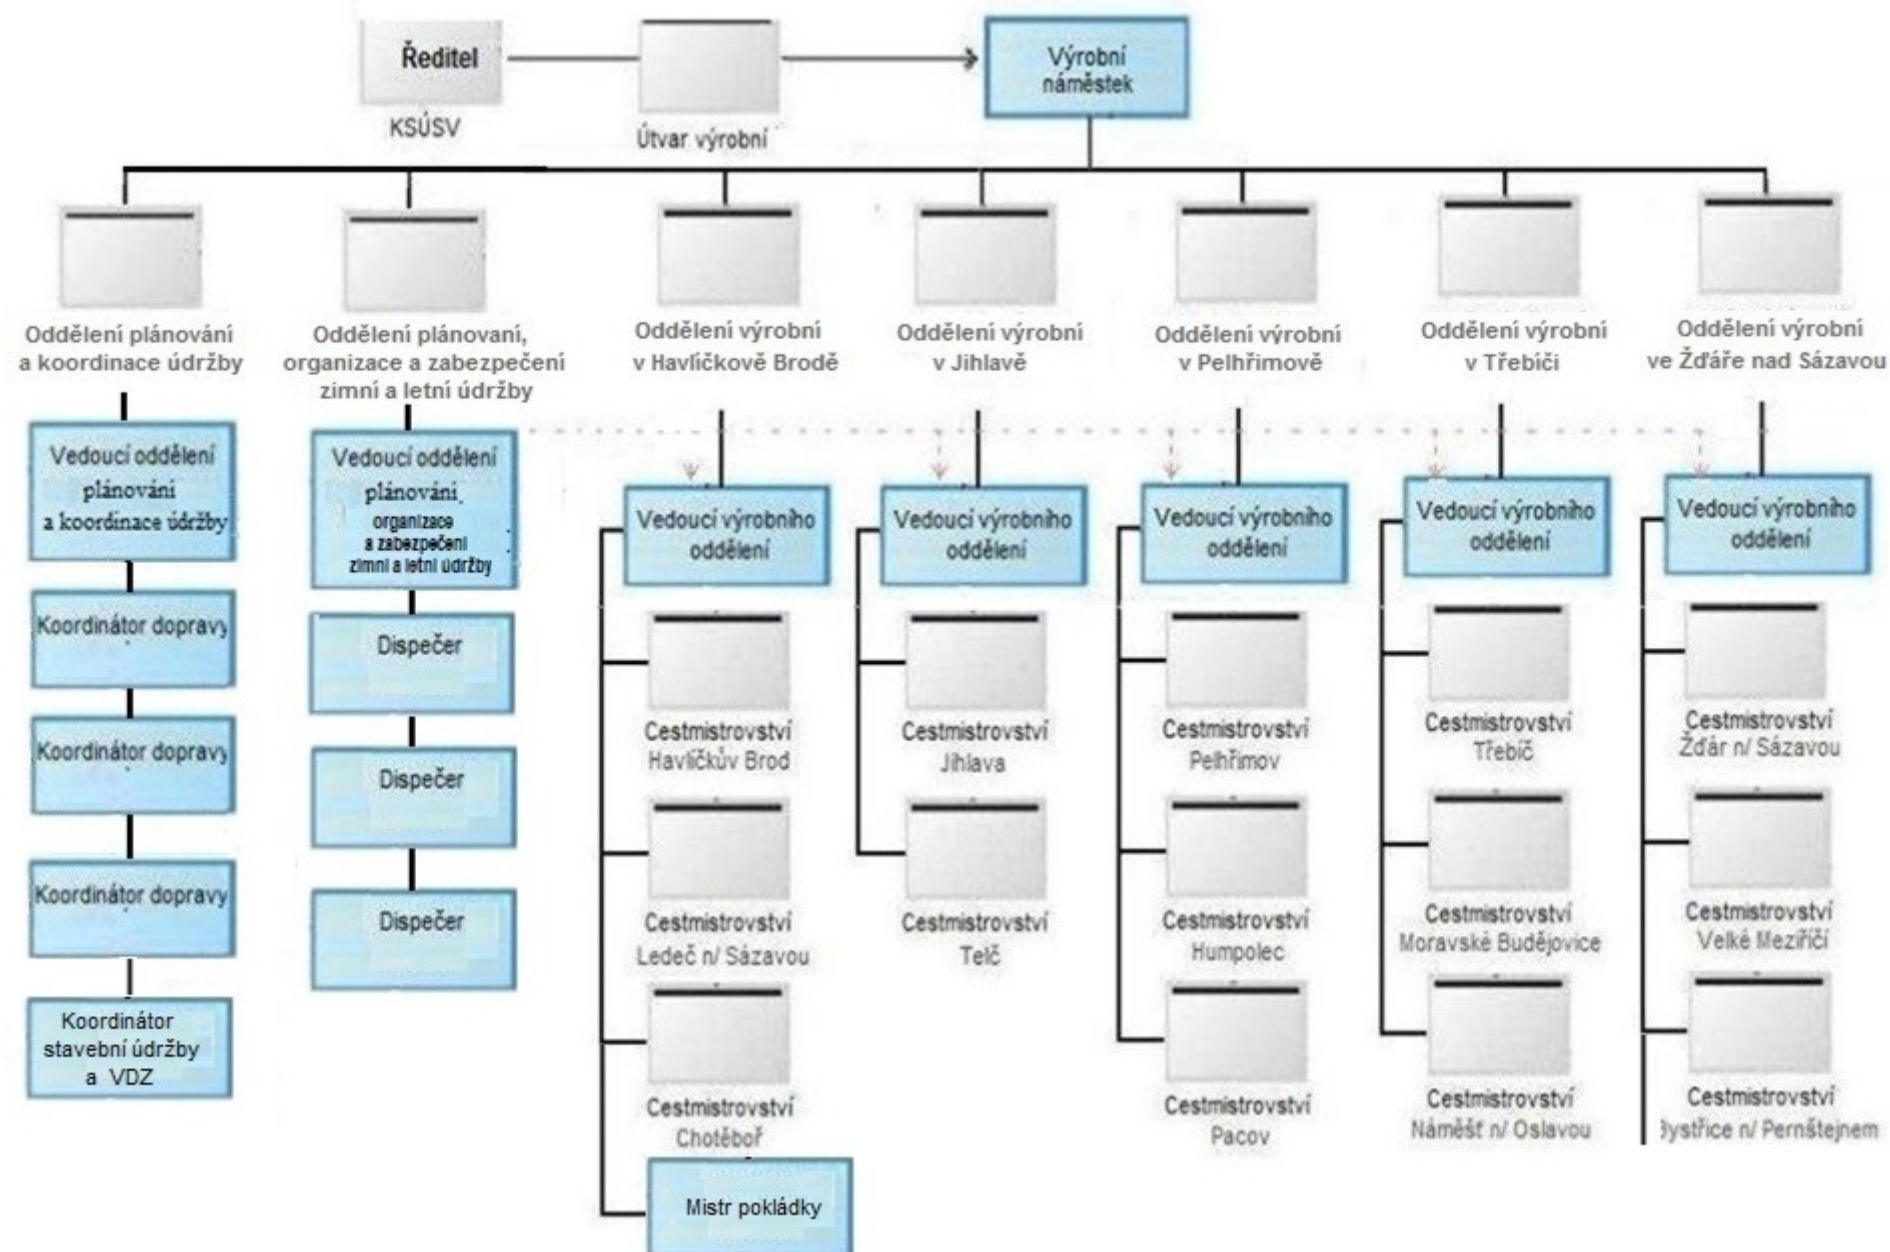 Ředitel
KSÚSV
Útvar výrobní
Výrobní
náměstek
Oddělení plánování
a koordinace údržby
Oddělení plánovaní,
organizace a zabezpečení
zimní a letní údržby
Oddělení výrobní
v Havlíčkově Brodě
Oddělení výrobní
v Jihlavě
Oddělení výrobní
v Pelhřimově
Oddělení výrobní
v Třebíči
Oddělení výrobní
ve Žďáře nad Sázavou
Vedoucí oddělení
plánování
a koordinace údržby
Koordinátor dopravy
Koordinátor dopravy
Koordinátor dopravy
Koordinátor
stavební údržby
a VDZ
Vedoucí oddělení
plánování,
organizace
a zabezpečení
zimní a letní údržby
Dispečer
Dispečer
Dispečer
Vedoucí výrobního
oddělení
Cestmistrovství
Havlíčkův Brod
Cestmistrovství
Ledeč n/ Sázavou
Cestmistrovství
Chotěboř
Mistr pokládky
Vedoucí výrobního
oddělení
Cestmistrovství
Jihlava
Cestmistrovství
Telč
Vedoucí výrobního
oddělení
Cestmistrovství
Pelhřimov
Cestmistrovství
Humpolec
Cestmistrovství
Pacov
Vedoucí výrobního
oddělení
Cestmistrovství
Třebíč
Cestmistrovství
Moravské Budějovice
Cestmistrovství
Náměšť n/ Oslavou
Vedoucí výrobního
oddělení
Cestmistrovství
Žďár n/ Sázavou
Cestmistrovství
Velké Meziříčí
Cestmistrovství
Bystřice n/ Pernštejnem